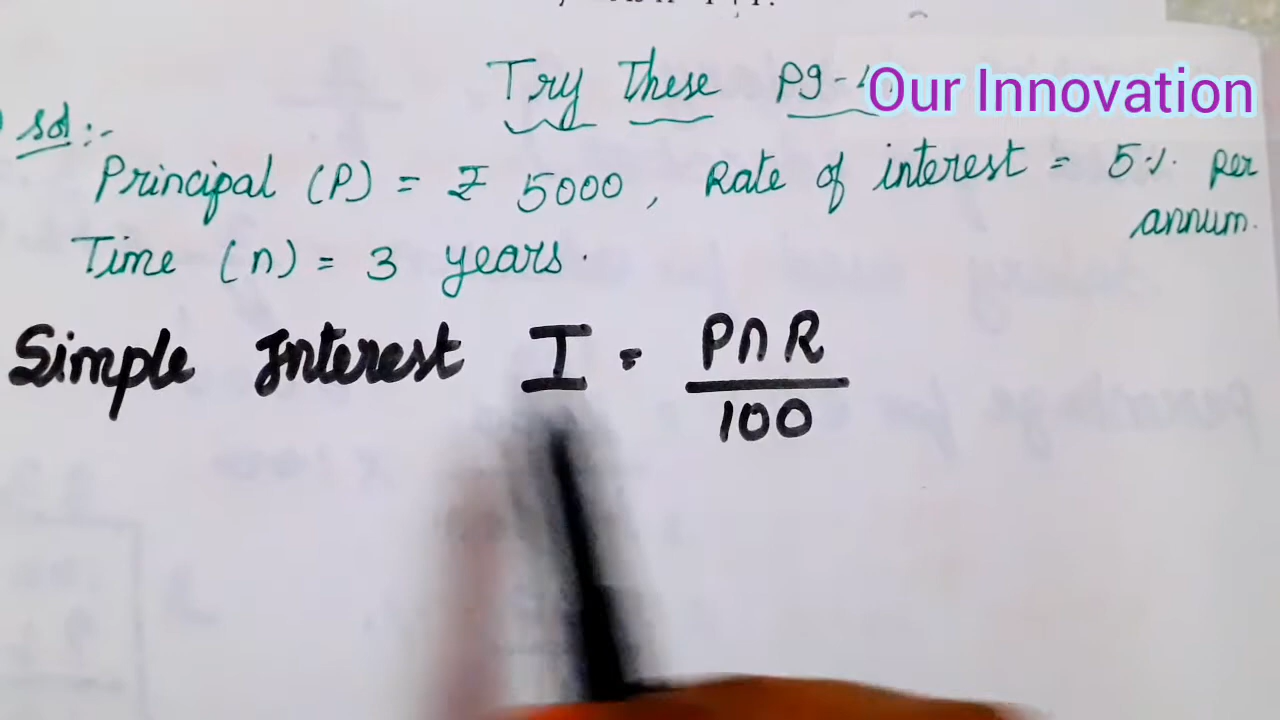 Try These Pg-
Our Innovation
sol:-
Principal (P) = ₹ 5000, Rate of interest = 5% per annum.
Time (n) = 3 years.
Simple Interest I = PnR
100